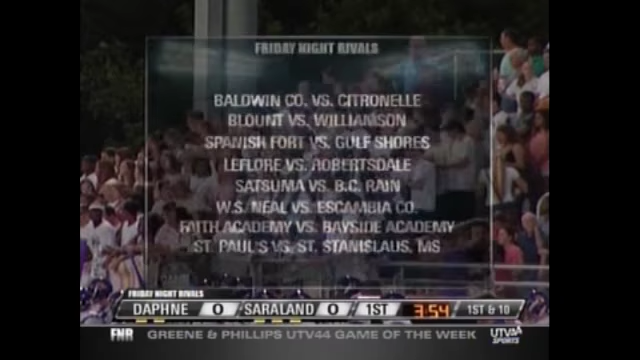 FRIDAY NIGHT RIVALS
BALDWIN CO. VS. CITRONELLE
BLOUNT VS. WILLIAMSON
SPANISH FORT VS. GULF SHORES
LEFLORE VS. ROBERTSDALE
SATSUMA VS. B.C. RAIN
W.S. NEAL VS. ESCAMBIA CO.
FAITH ACADEMY VS. BAYSIDE ACADEMY
ST. PAUL'S VS. ST. STANISLAUS, MS
FRIDAY NIGHT RIVALS
DAPHNE 0 SARALAND 0 1ST 3:54 1ST & 10
FNR GREENE & PHILLIPS UTV44 GAME OF THE WEEK UTV44 SPORTS